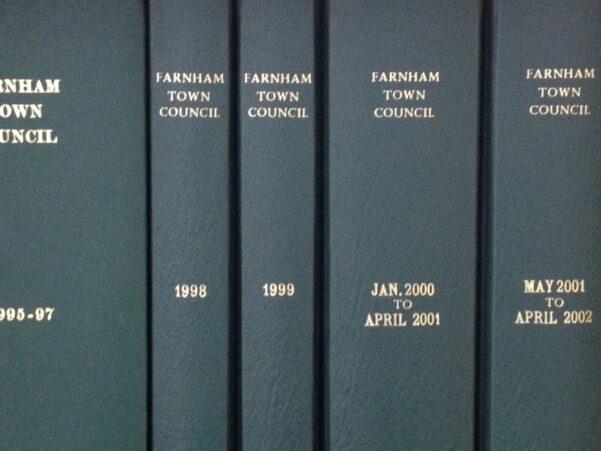 RNHAM
OWN
UNCIL
995-97
FARNHAM
TOWN
COUNCIL
1998
FARNHAM
TOWN
COUNCIL
1999
FARNHAM
TOWN
COUNCIL
JAN. 2000
TO
APRIL 2001
FARNHAM
TOWN
COUNCIL
MAY 2001
TO
APRIL 2002